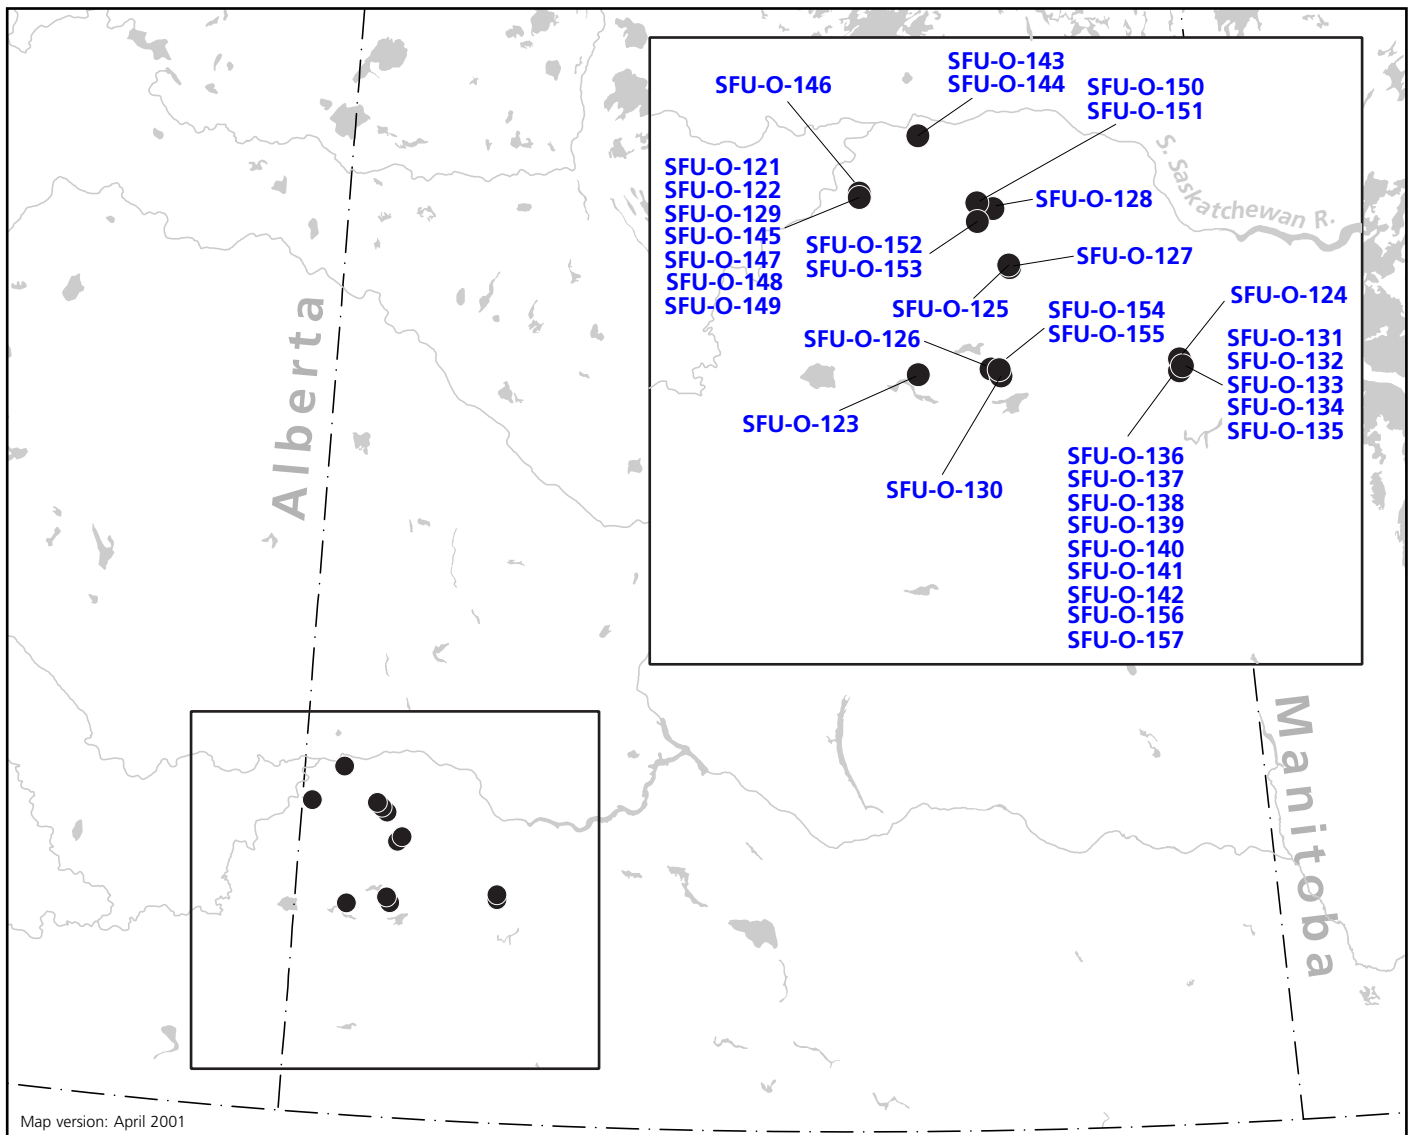 SFU-O-143
SFU-O-144
SFU-O-146
SFU-O-150
SFU-O-151
S. Saskatchewan R.
SFU-O-121
SFU-O-122
SFU-O-129
SFU-O-145
SFU-O-147
SFU-O-148
SFU-O-149
SFU-O-128
SFU-O-152
SFU-O-153
SFU-O-127
SFU-O-125
SFU-O-124
SFU-O-154
SFU-O-155
SFU-O-126
SFU-O-131
SFU-O-132
SFU-O-133
SFU-O-134
SFU-O-135
SFU-O-123
SFU-O-130
SFU-O-136
SFU-O-137
SFU-O-138
SFU-O-139
SFU-O-140
SFU-O-141
SFU-O-142
SFU-O-156
SFU-O-157
Alberta
Manitoba
Map version: April 2001